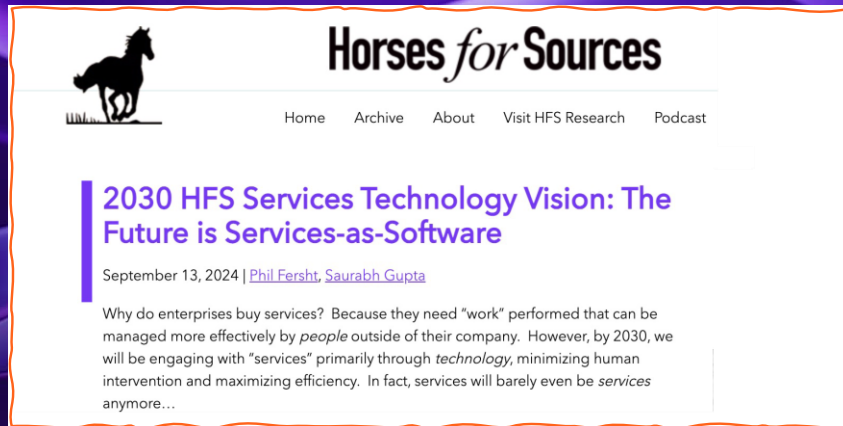 Horses for Sources
Home Archive About Visit HFS Research Podcast
2030 HFS Services Technology Vision: The
Future is Services-as-Software
September 13, 2024 | Phil Fersht, Saurabh Gupta
Why do enterprises buy services?  Because they need “work” performed that can be
managed more effectively by people outside of their company.  However, by 2030, we
will be engaging with “services” primarily through technology, minimizing human
intervention and maximizing efficiency.  In fact, services will barely even be services
anymore…